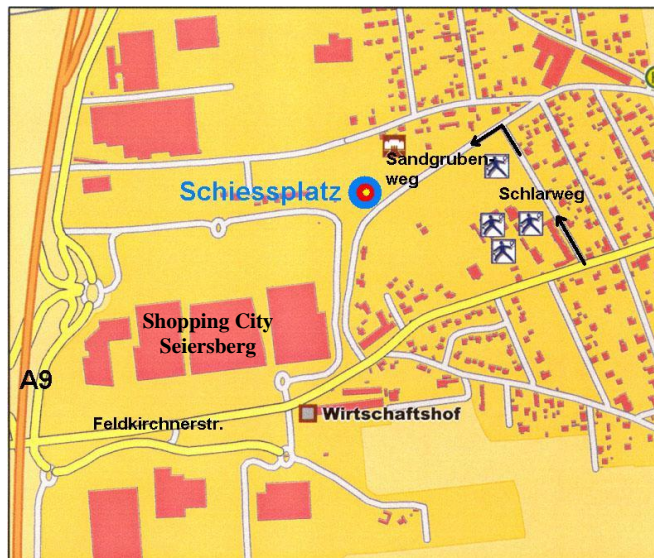 Sandgruben-
weg
Schiessplatz
Schlarweg
Shopping City
Seiersberg
A9
Wirtschaftshof
Feldkirchnerstr.